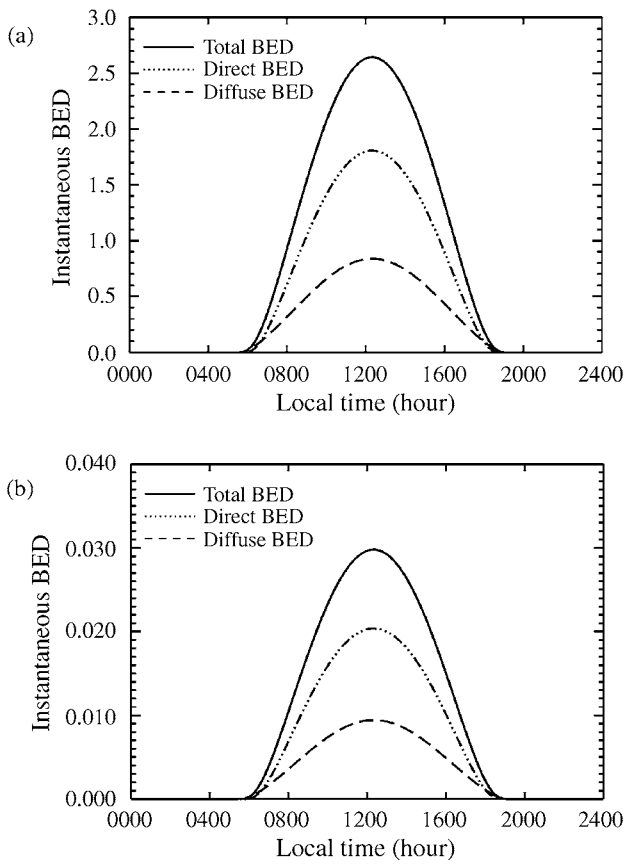 (a)
3.0
2.5
2.0
1.5
1.0
0.5
0.0
Instantaneous BED
Total BED
Direct BED
Diffuse BED
0000 0400 0800 1200 1600 2000 2400
Local time (hour)
(b)
0.040
0.030
0.020
0.010
0.000
Instantaneous BED
Total BED
Direct BED
Diffuse BED
0000 0400 0800 1200 1600 2000 2400
Local time (hour)